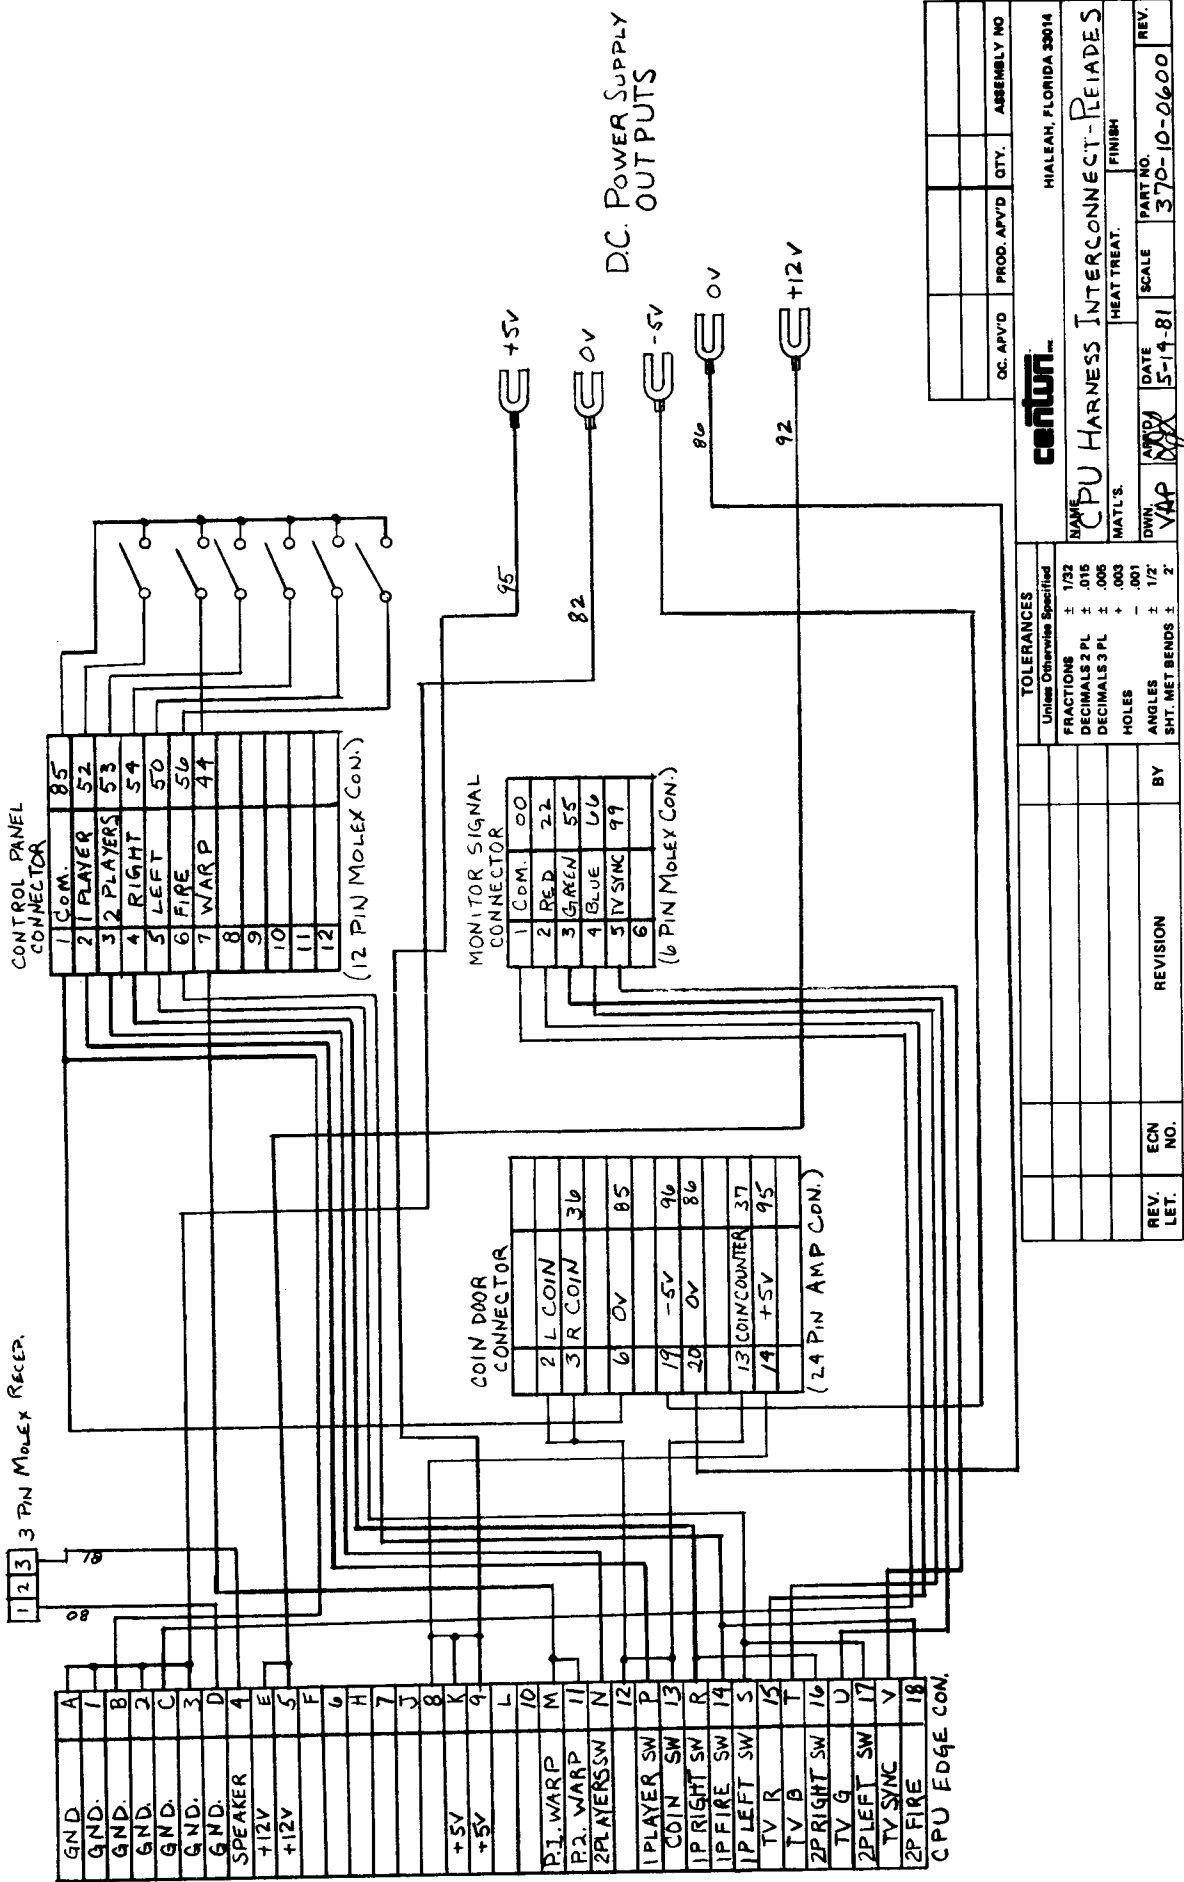 3 PIN MOLEX RECEP.
1 2 3
80
18
CONTROL PANEL
CONNECTOR
1 COM. 85
2 1 PLAYER 52
3 2 PLAYERS 53
4 RIGHT 54
5 LEFT 50
6 FIRE 56
7 WARP 44
8
9
10
11
12
(12 PIN MOLEX CON.)
MONITOR SIGNAL
CONNECTOR
1 COM. 00
2 RED 22
3 GREEN 55
4 BLUE 66
5 TV SYNC 99
6
(6 PIN MOLEX CON.)
COIN DOOR
CONNECTOR
2 L COIN
3 R COIN 36
6 0V 85
19 -5V 96
20 0V 86
13 COIN COUNTER 37
14 +5V 95
(24 PIN AMP CON.)
95
+5V
82
0V
-5V
86
0V
92
+12V
D.C. POWER SUPPLY
OUTPUTS
GND A
GND. 1
GND. B
GND. 2
GND. C
GND. 3
GND. D
SPEAKER 4
+12V E
+12V 5
F
6
H
7
J
8
+5V K
+5V 9
L
10
P.1. WARP M
P.2. WARP 11
2PLAYERSSW N
12
1PLAYER SW P
COIN SW 13
1P RIGHT SW R
1P FIRE SW 14
1P LEFT SW S
TV R 15
TV B T
2P RIGHT SW 16
TV G U
2P LEFT SW 17
TV SYNC V
2P FIRE 18
CPU EDGE CON.
REV. LET.
ECN NO.
REVISION
BY
TOLERANCES
Unless Otherwise Specified
FRACTIONS ± 1/32
DECIMALS 2 PL ± .015
DECIMALS 3 PL ± .005
HOLES + .003
− .001
ANGLES ± 1/2°
SHT. MET BENDS ± 2°
QC. APV'D PROD. APV'D QTY. ASSEMBLY NO
centuri INC. HIALEAH, FLORIDA 33014
NAME CPU HARNESS INTERCONNECT-PLEIADES
MATL'S. HEAT TREAT. FINISH
DWN. VAP APP'D DATE 5-14-81 SCALE PART NO. 370-10-0600 REV.